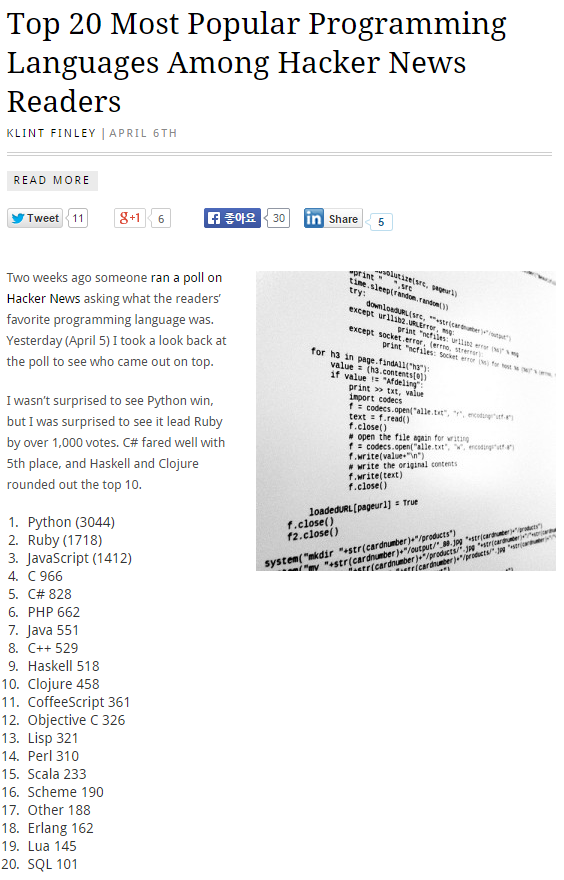 Top 20 Most Popular Programming
Languages Among Hacker News
Readers
KLINT FINLEY | APRIL 6TH
READ MORE
Tweet 11 g+1 6 좋아요 30 in Share 5
Two weeks ago someone ran a poll on
Hacker News asking what the readers’
favorite programming language was.
Yesterday (April 5) I took a look back at
the poll to see who came out on top.
I wasn’t surprised to see Python win,
but I was surprised to see it lead Ruby
by over 1,000 votes. C# fared well with
5th place, and Haskell and Clojure
rounded out the top 10.
1. Python (3044)
2. Ruby (1718)
3. JavaScript (1412)
4. C 966
5. C# 828
6. PHP 662
7. Java 551
8. C++ 529
9. Haskell 518
10. Clojure 458
11. CoffeeScript 361
12. Objective C 326
13. Lisp 321
14. Perl 310
15. Scala 233
16. Scheme 190
17. Other 188
18. Erlang 162
19. Lua 145
20. SQL 101
time.sleep(random.random())
try:
downloadURL(src, ""+str(cardnumber)+"/output")
except urllib2.URLError, msg:
print "ncfiles: Urllib2 error (%s)" % msg
except socket.error, (errno, strerror):
print "ncfiles: Socket error (%s) for host %s (%s)" % (errno,
for h3 in page.findAll("h3"):
value = (h3.contents[0])
if value != "Afdeling":
print >> txt, value
import codecs
f = codecs.open("alle.txt", "r", encoding="utf-8")
text = f.read()
f.close()
# open the file again for writing
f = codecs.open("alle.txt", "w", encoding="utf-8")
f.write(value+"\n")
# write the original contents
f.write(text)
f.close()
loadedURL[pageurl] = True
f.close()
f2.close()
system("mkdir "+str(cardnumber)+"/products")